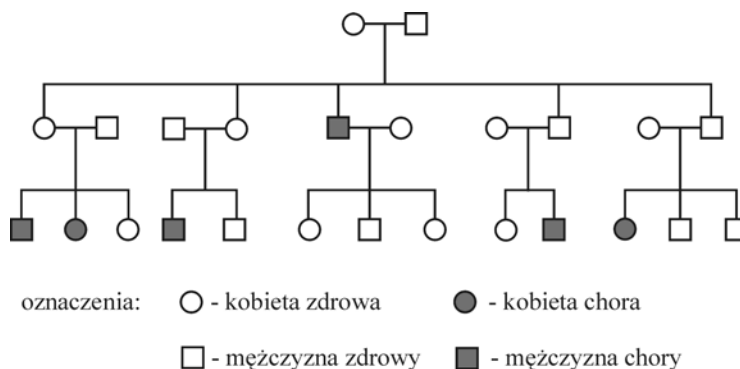 oznaczenia: - kobieta zdrowa - kobieta chora
- mężczyzna zdrowy - mężczyzna chory